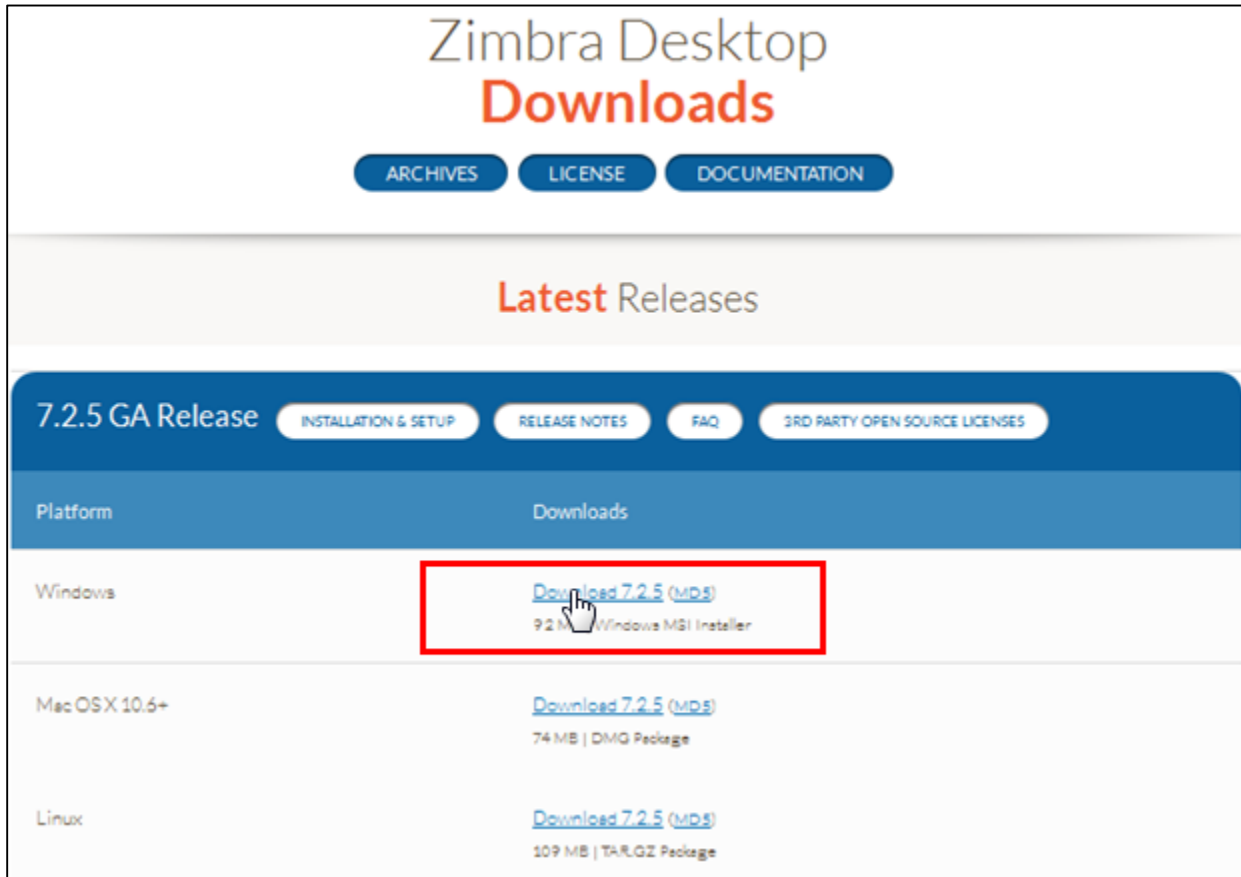 Zimbra Desktop
Downloads
ARCHIVES LICENSE DOCUMENTATION
Latest Releases
7.2.5 GA Release INSTALLATION & SETUP RELEASE NOTES FAQ 3RD PARTY OPEN SOURCE LICENSES
Platform Downloads
Windows Download 7.2.5 (MD5)
92 Windows MSI Installer
Mac OS X 10.6+ Download 7.2.5 (MD5)
74 MB | DMG Package
Linux Download 7.2.5 (MD5)
109 MB | TAR.GZ Package